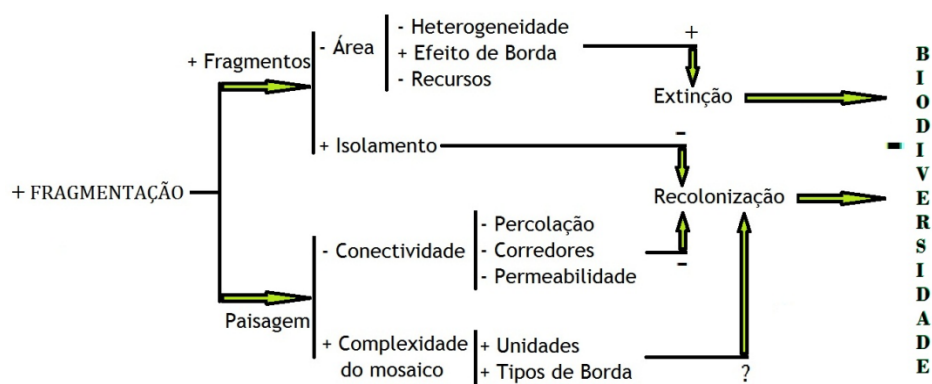 - Heterogeneidade
+ Fragmentos
- Área
+ Efeito de Borda
- Recursos
+
Extinção
+ Isolamento
-
+ FRAGMENTAÇÃO
Recolonização
- Conectividade
- Percolação
- Corredores
- Permeabilidade
-
Paisagem
+ Complexidade
do mosaico
+ Unidades
+ Tipos de Borda
?
-
BIODIVERSIDADE